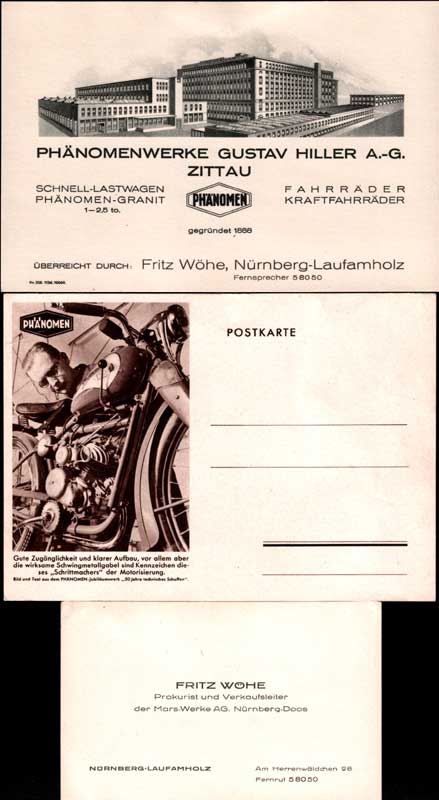 PHÄNOMENWERKE GUSTAV HILLER A.-G.
ZITTAU
SCHNELL-LASTWAGEN
PHÄNOMEN-GRANIT
1—2,5 to.
PHÄNOMEN
FAHRRÄDER
KRAFTFAHRRÄDER
gegründet 1888
ÜBERREICHT DURCH: Fritz Wöhe, Nürnberg-Laufamholz
Fernsprecher 58050
PHÄNOMEN
POSTKARTE
Gute Zugänglichkeit und klarer Aufbau, vor allem aber
die wirksame Schwingmetallgabel sind Kennzeichen die-
ses „Schrittmachers" der Motorisierung.
Bild und Text aus dem PHÄNOMEN-Jubiläumswerk „50 Jahre technisches Schaffen".
FRITZ WÖHE
Prokurist und Verkaufsleiter
der Mars-Werke AG. Nürnberg-Doos
NÜRNBERG-LAUFAMHOLZ
Am Herrenwäldchen 26
Fernruf 58050